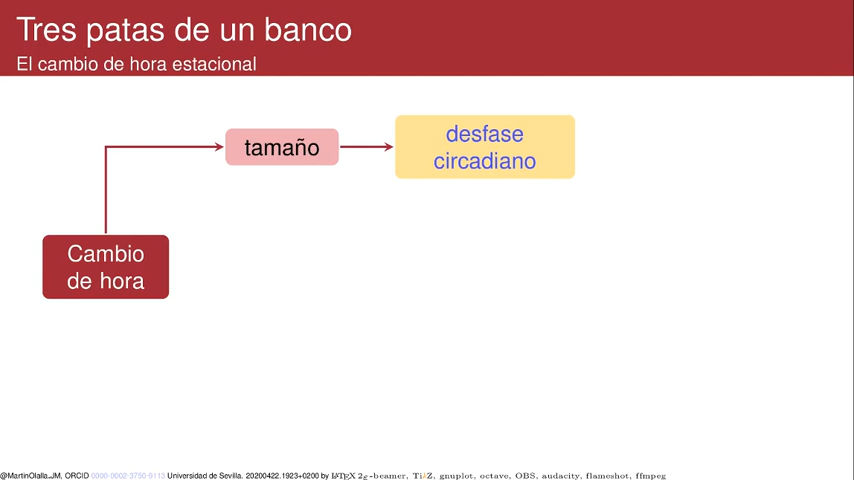 Tres patas de un banco
El cambio de hora estacional
tamaño
desfase
circadiano
Cambio
de hora
@MartinOlalla_JM, ORCID 0000-0002-3750-9113 Universidad de Sevilla. 20200422.1923+0200 by LATEX 2ε-beamer, TikZ, gnuplot, octave, OBS, audacity, flameshot, ffmpeg